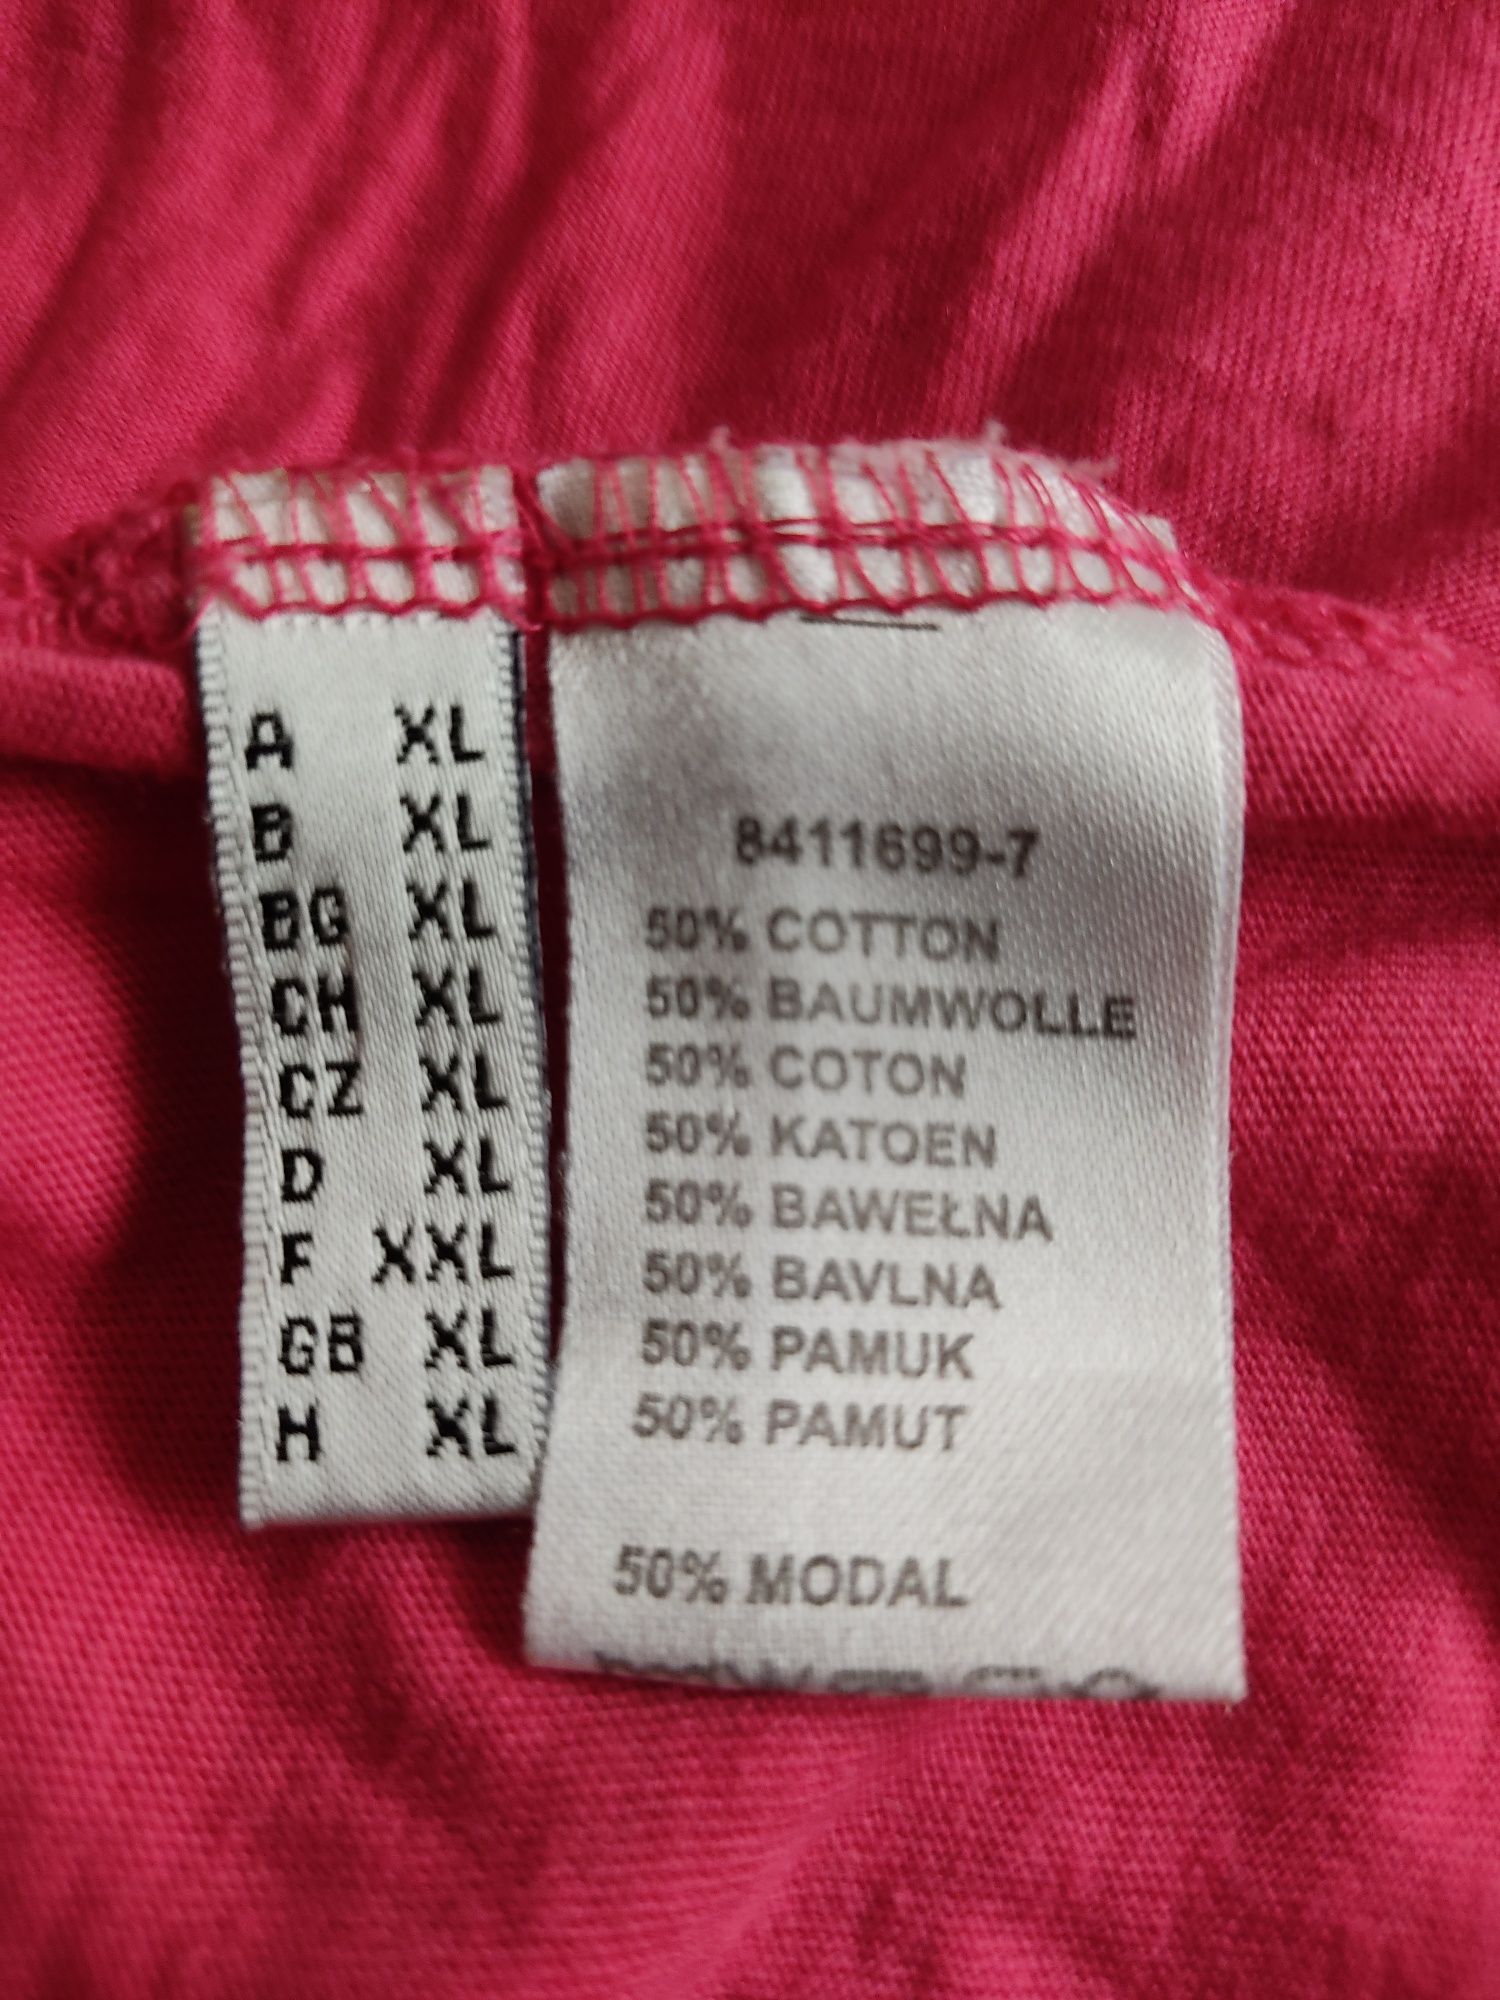 A XL
B XL
BG XL
CH XL
CZ XL
D XL
F XXL
GB XL
H XL
8411699-7
50% COTTON
50% BAUMWOLLE
50% COTON
50% KATOEN
50% BAWEŁNA
50% BAVLNA
50% PAMUK
50% PAMUT
50% MODAL